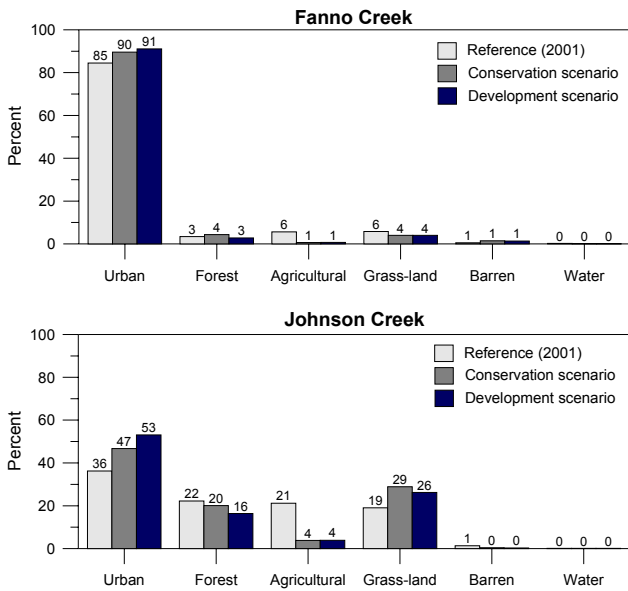 Fanno Creek
100
80
60
40
20
0
Percent
85 90 91
3 4 3
6 1 1
6 4 4
1 1 1
0 0 0
Reference (2001)
Conservation scenario
Development scenario
Urban Forest Agricultural Grass-land Barren Water
Johnson Creek
100
80
60
40
20
0
Percent
36 47 53
22 20 16
21 4 4
19 29 26
1 0 0
0 0 0
Reference (2001)
Conservation scenario
Development scenario
Urban Forest Agricultural Grass-land Barren Water